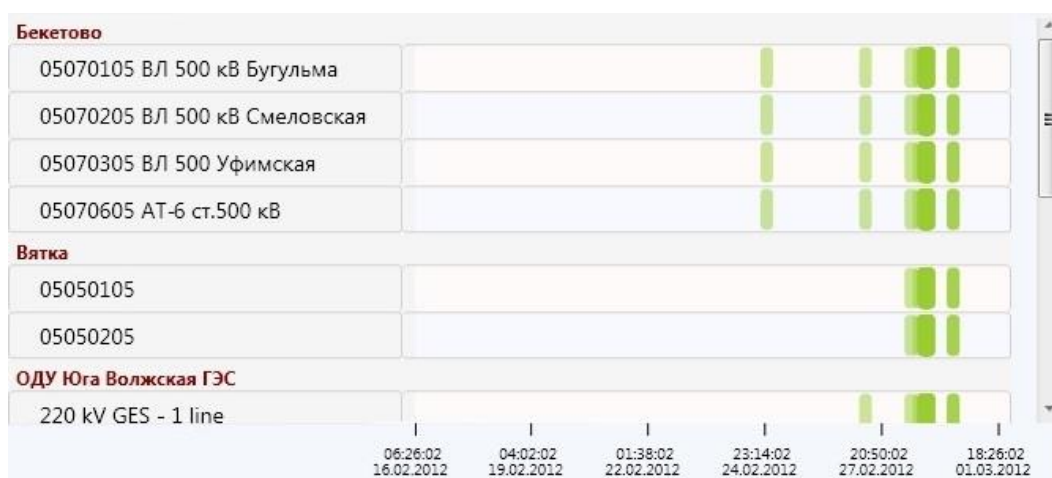 Бекетово
05070105 ВЛ 500 кВ Бугульма
05070205 ВЛ 500 кВ Смеловская
05070305 ВЛ 500 Уфимская
05070605 АТ-6 ст.500 кВ
Вятка
05050105
05050205
ОДУ Юга Волжская ГЭС
220 kV GES - 1 line
06:26:02 04:02:02 01:38:02 23:14:02 20:50:02 18:26:02
16.02.2012 19.02.2012 22.02.2012 24.02.2012 27.02.2012 01.03.2012